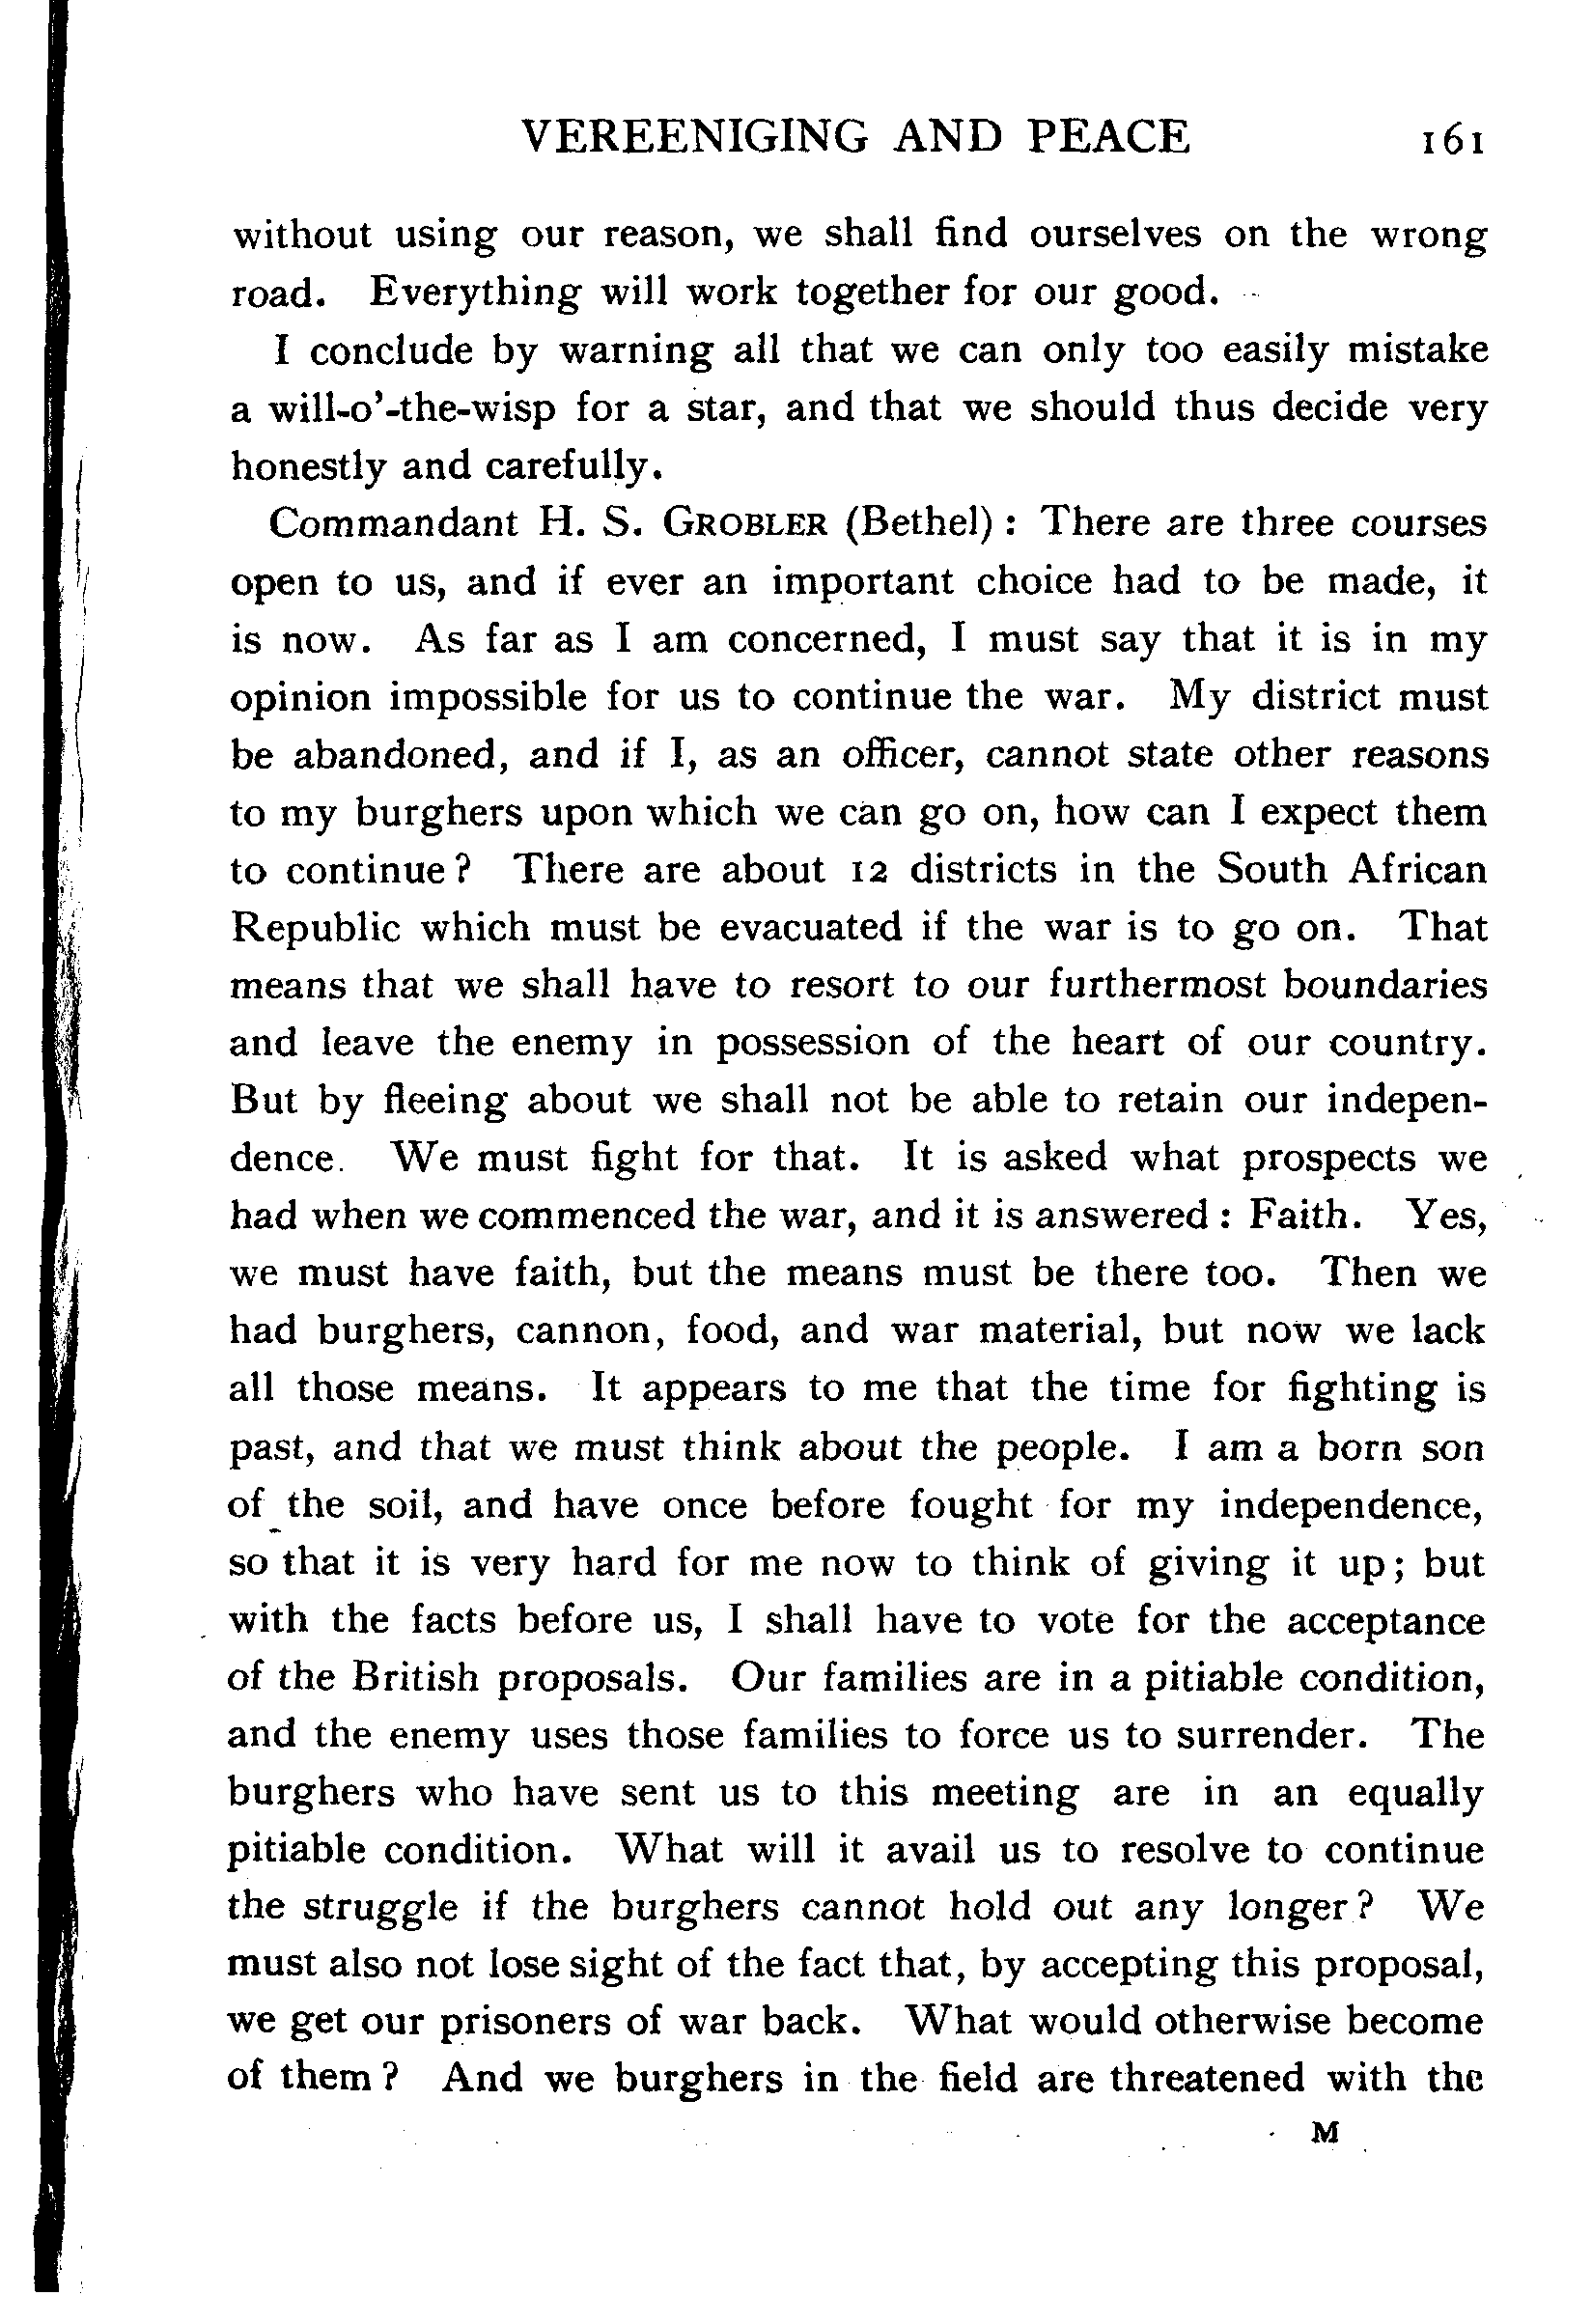 VEREENIGING AND PEACE 161
without using our reason, we shall find ourselves on the wrong
road. Everything will work together for our good.
I conclude by warning all that we can only too easily mistake
a will-o'-the-wisp for a star, and that we should thus decide very
honestly and carefully.
Commandant H. S. GROBLER (Bethel) : There are three courses
open to us, and if ever an important choice had to be made, it
is now. As far as I am concerned, I must say that it is in my
opinion impossible for us to continue the war. My district must
be abandoned, and if I, as an officer, cannot state other reasons
to my burghers upon which we can go on, how can I expect them
to continue ? There are about 12 districts in the South African
Republic which must be evacuated if the war is to go on. That
means that we shall have to resort to our furthermost boundaries
and leave the enemy in possession of the heart of our country.
But by fleeing about we shall not be able to retain our indepen-
dence. We must fight for that. It is asked what prospects we
had when we commenced the war, and it is answered : Faith. Yes,
we must have faith, but the means must be there too. Then we
had burghers, cannon, food, and war material, but now we lack
all those means. It appears to me that the time for fighting is
past, and that we must think about the people. I am a born son
of the soil, and have once before fought for my independence,
so that it is very hard for me now to think of giving it up; but
with the facts before us, I shall have to vote for the acceptance
of the British proposals. Our families are in a pitiable condition,
and the enemy uses those families to force us to surrender. The
burghers who have sent us to this meeting are in an equally
pitiable condition. What will it avail us to resolve to continue
the struggle if the burghers cannot hold out any longer ? We
must also not lose sight of the fact that, by accepting this proposal,
we get our prisoners of war back. What would otherwise become
of them ? And we burghers in the field are threatened with the
M